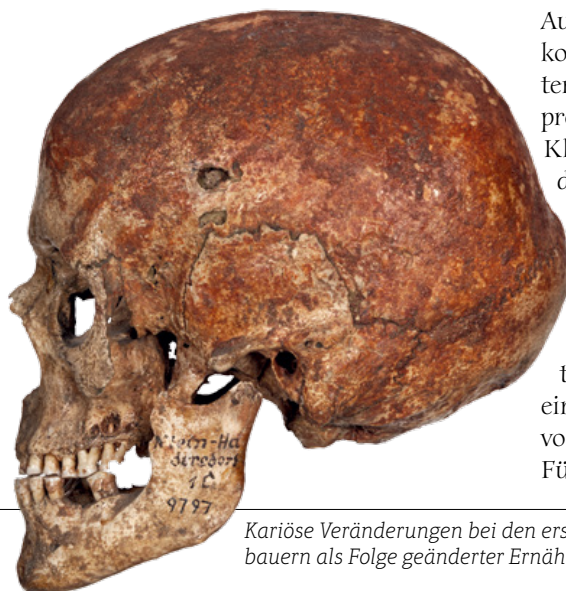 Au
ko
ter
Kl
d
t
ein
vo
Fü
Klein-Ha
dersdorf
1C
9797
Kariöse Veränderungen bei den ers
bauern als Folge geänderter Ernäh